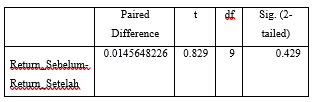 Paired Difference t df Sig. (2-tailed)
Return_Sebelum- Return_Setelah 0.0145648226 0.829 9 0.429